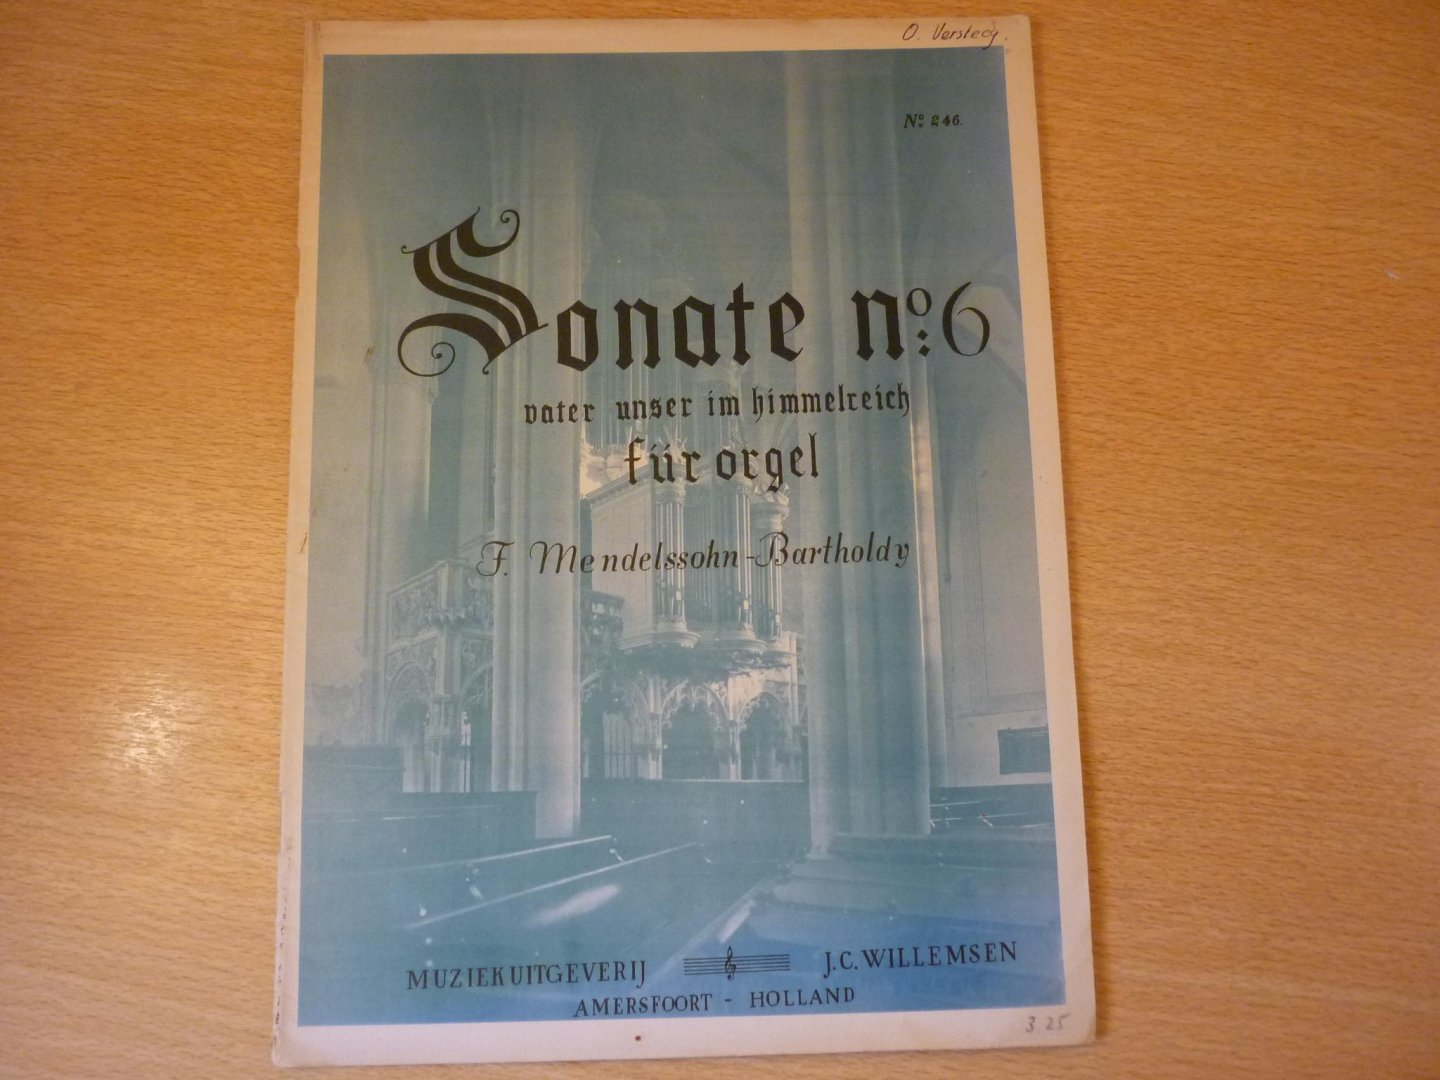 O. Versteeg.
Nº 246.
Sonate nº: 6
vater unser im himmelreich
für orgel
F. Mendelssohn-Bartholdy
MUZIEKUITGEVERIJ J.C. WILLEMSEN
AMERSFOORT - HOLLAND
3.25